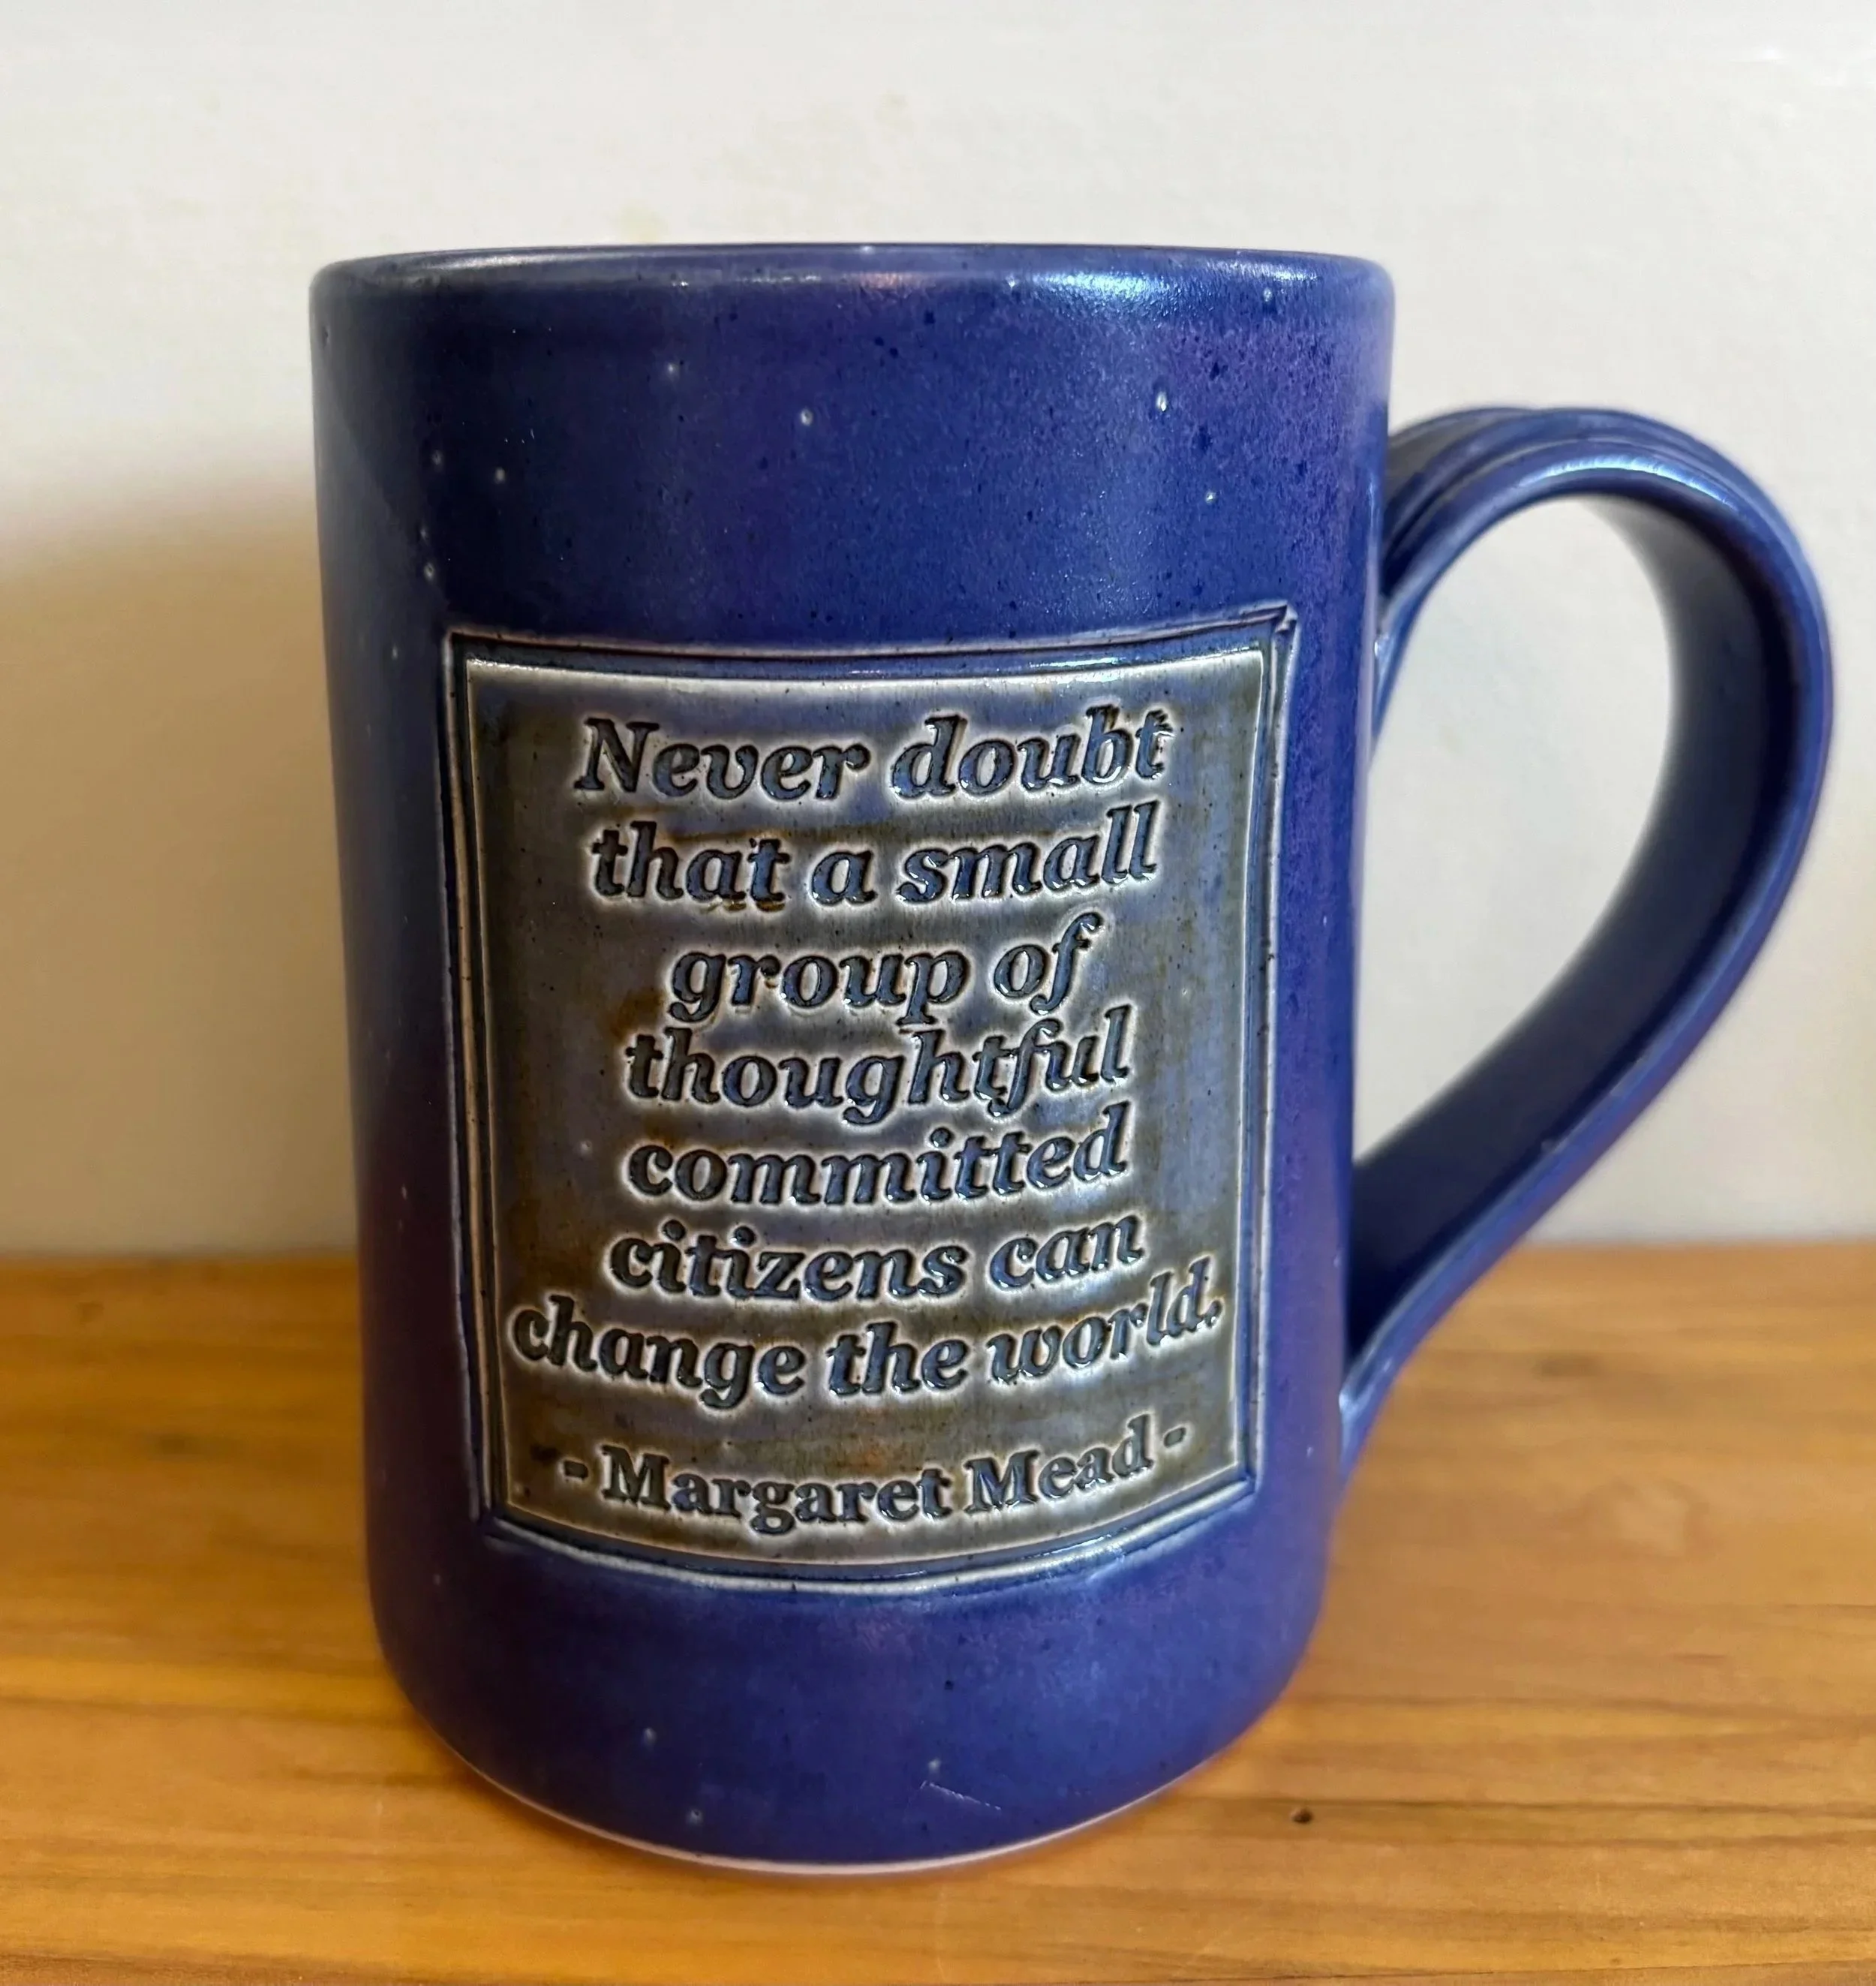 Never doubt
that a small
group of
thoughtful
committed
citizens can
change the world.
- Margaret Mead -